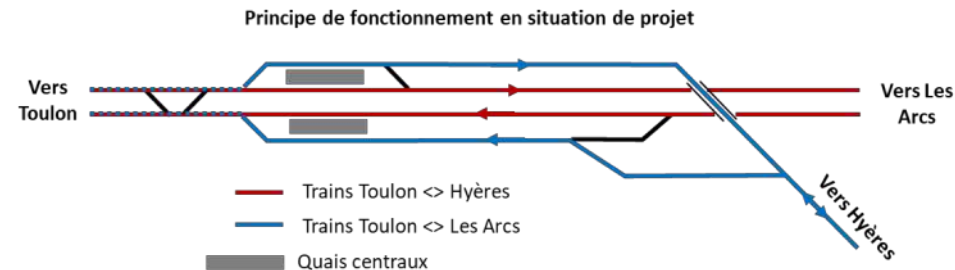 Principe de fonctionnement en situation de projet
Vers
Toulon
Vers Les
Arcs
Vers Hyères
Trains Toulon <> Hyères
Trains Toulon <> Les Arcs
Quais centraux